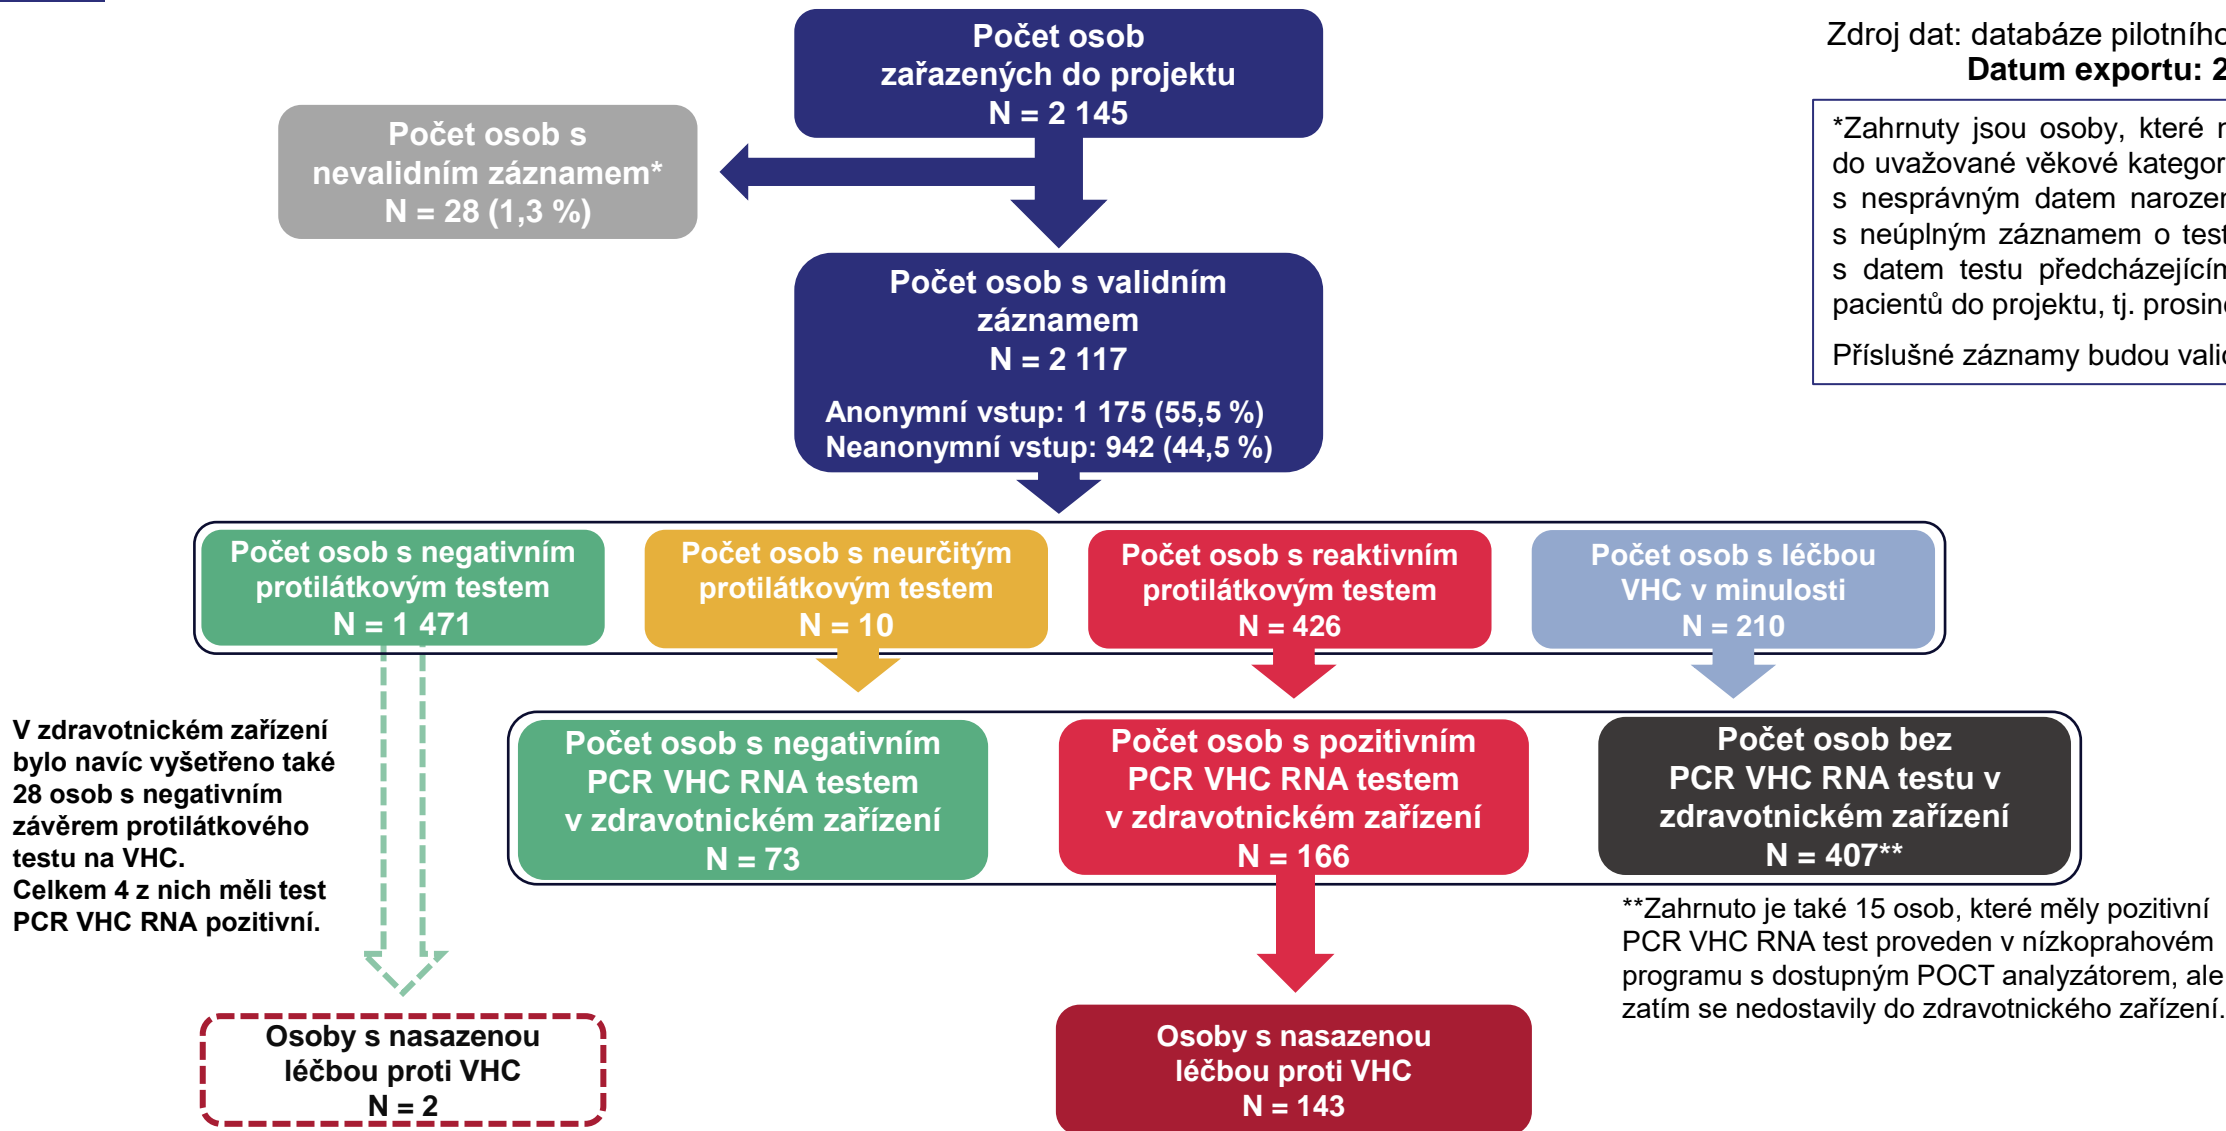 Počet osob
zařazených do projektu
N = 2 145
Zdroj dat: databáze
Datum exportu:
Počet osob s
nevalidním záznamem*
N = 28 (1,3 %)
*Zahrnuty jsou osoby, které
do uvažované věkové
s nesprávným datem
s neúplným záznamem o
s datem testu
pacientů do projektu, tj.
Příslušné záznamy budou
Počet osob s validním
záznamem
N = 2 117
Anonymní vstup: 1 175 (55,5 %)
Neanonymní vstup: 942 (44,5 %)
Počet osob s negativním
protilátkovým testem
N = 1 471
Počet osob s neurčitým
protilátkovým testem
N = 10
Počet osob s reaktivním
protilátkovým testem
N = 426
Počet osob s léčbou
VHC v minulosti
N = 210
V zdravotnickém zařízení
bylo navíc vyšetřeno také
28 osob s negativním
závěrem protilátkového
testu na VHC.
Celkem 4 z nich měli test
PCR VHC RNA pozitivní.
Počet osob s negativním
PCR VHC RNA testem
v zdravotnickém zařízení
N = 73
Počet osob s pozitivním
PCR VHC RNA testem
v zdravotnickém zařízení
N = 166
Počet osob bez
PCR VHC RNA testu v
zdravotnickém zařízení
N = 407**
**Zahrnuto je také 15 osob, které měly pozitivní
PCR VHC RNA test proveden v nízkoprahovém
programu s dostupným POCT analyzátorem, ale
zatím se nedostavily do zdravotnického zařízení.
Osoby s nasazenou
léčbou proti VHC
N = 2
Osoby s nasazenou
léčbou proti VHC
N = 143